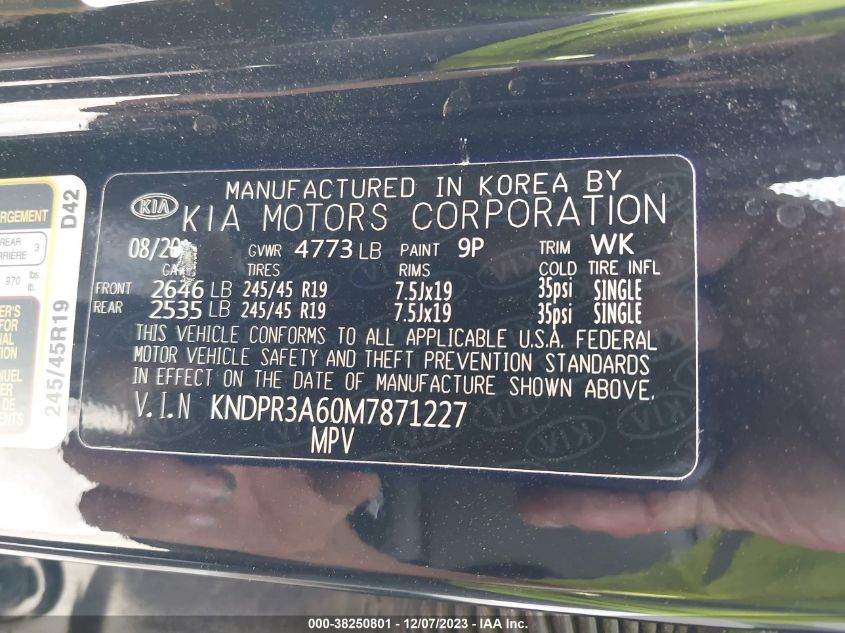 MANUFACTURED IN KOREA BY
KIA KIA MOTORS CORPORATION
08/20 GVWR 4773 LB PAINT 9P TRIM WK
TIRES RIMS COLD TIRE INFL
FRONT 2646 LB 245/45 R19 7.5Jx19 35psi SINGLE
REAR 2535 LB 245/45 R19 7.5Jx19 35psi SINGLE
THIS VEHICLE CONFORMS TO ALL APPLICABLE U.S.A. FEDERAL
MOTOR VEHICLE SAFETY AND THEFT PREVENTION STANDARDS
IN EFFECT ON THE DATE OF MANUFACTURE SHOWN ABOVE.
V.I.N KNDPR3A60M7871227
MPV
D42
245/45R19
REAR 3
970 lbs.
000-38250801 - 12/07/2023 - IAA Inc.